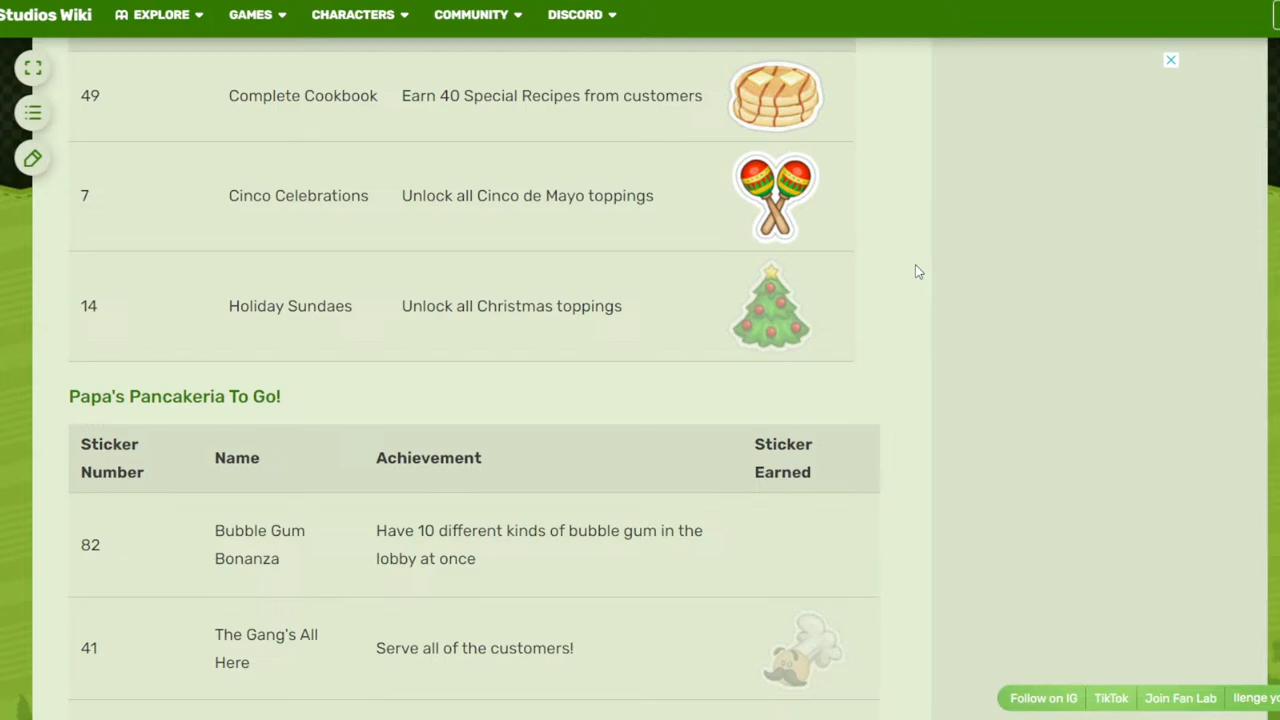 Studios Wiki EXPLORE GAMES CHARACTERS COMMUNITY DISCORD
49 Complete Cookbook Earn 40 Special Recipes from customers
7 Cinco Celebrations Unlock all Cinco de Mayo toppings
14 Holiday Sundaes Unlock all Christmas toppings
Papa's Pancakeria To Go!
Sticker Number Name Achievement Sticker Earned
82 Bubble Gum Bonanza Have 10 different kinds of bubble gum in the
lobby at once
41 The Gang's All Here Serve all of the customers!
Follow on IG TikTok Join Fan Lab llenge yo